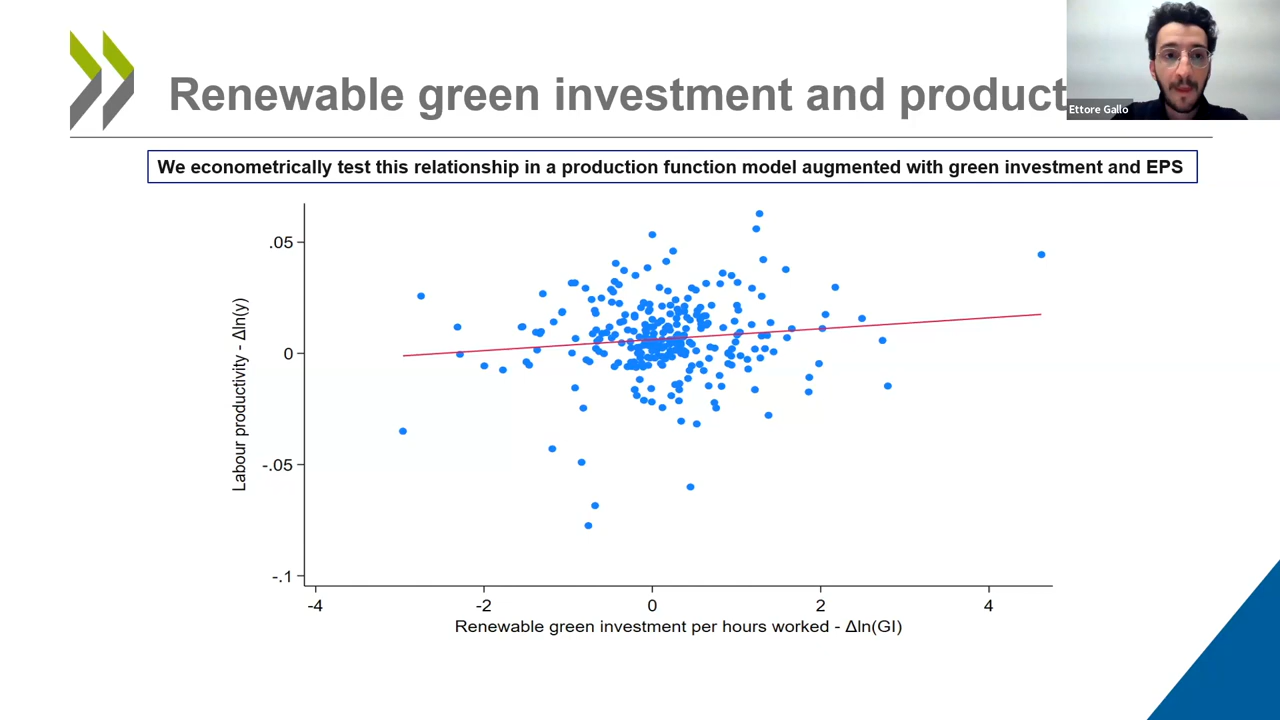 Renewable green investment and product
Ettore Gallo
We econometrically test this relationship in a production function model augmented with green investment and EPS
.05
0
-.05
-.1
Labour productivity - Δln(y)
-4 -2 0 2 4
Renewable green investment per hours worked - Δln(GI)